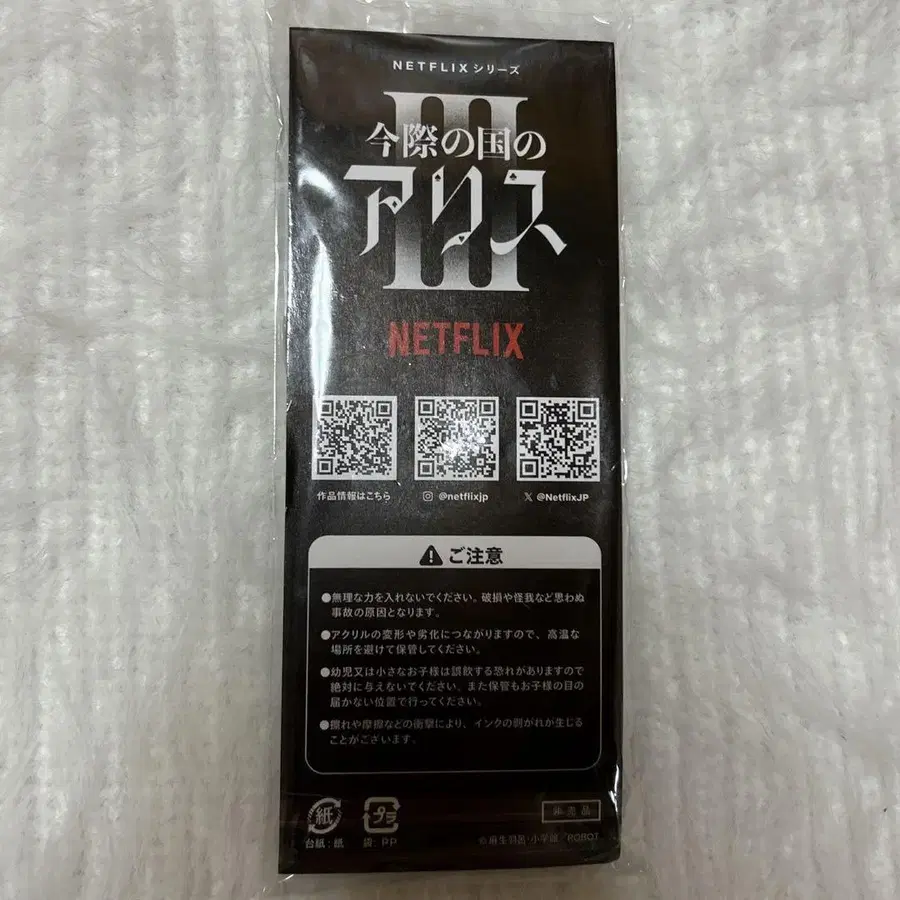 NETFLIXシリーズ
III
今際の国の
アリス
NETFLIX
作品情報はこちら
@netflixjp
X @NetflixJP
ご注意
●無理な力を入れないでください。破損や怪我など思わぬ
事故の原因となります。
●アクリルの変形や劣化につながりますので、高温な
場所を避けて保管してください。
●幼児又は小さなお子様は誤飲する恐れがありますので
絶対に与えないでください。また保管もお子様の目の
届かない位置で行ってください。
●擦れや摩擦などの衝撃により、インクの剥がれが生じる
ことがございます。
紙
プラ
非売品
台紙:紙
袋:PP
©麻生羽呂・小学館/ROBOT